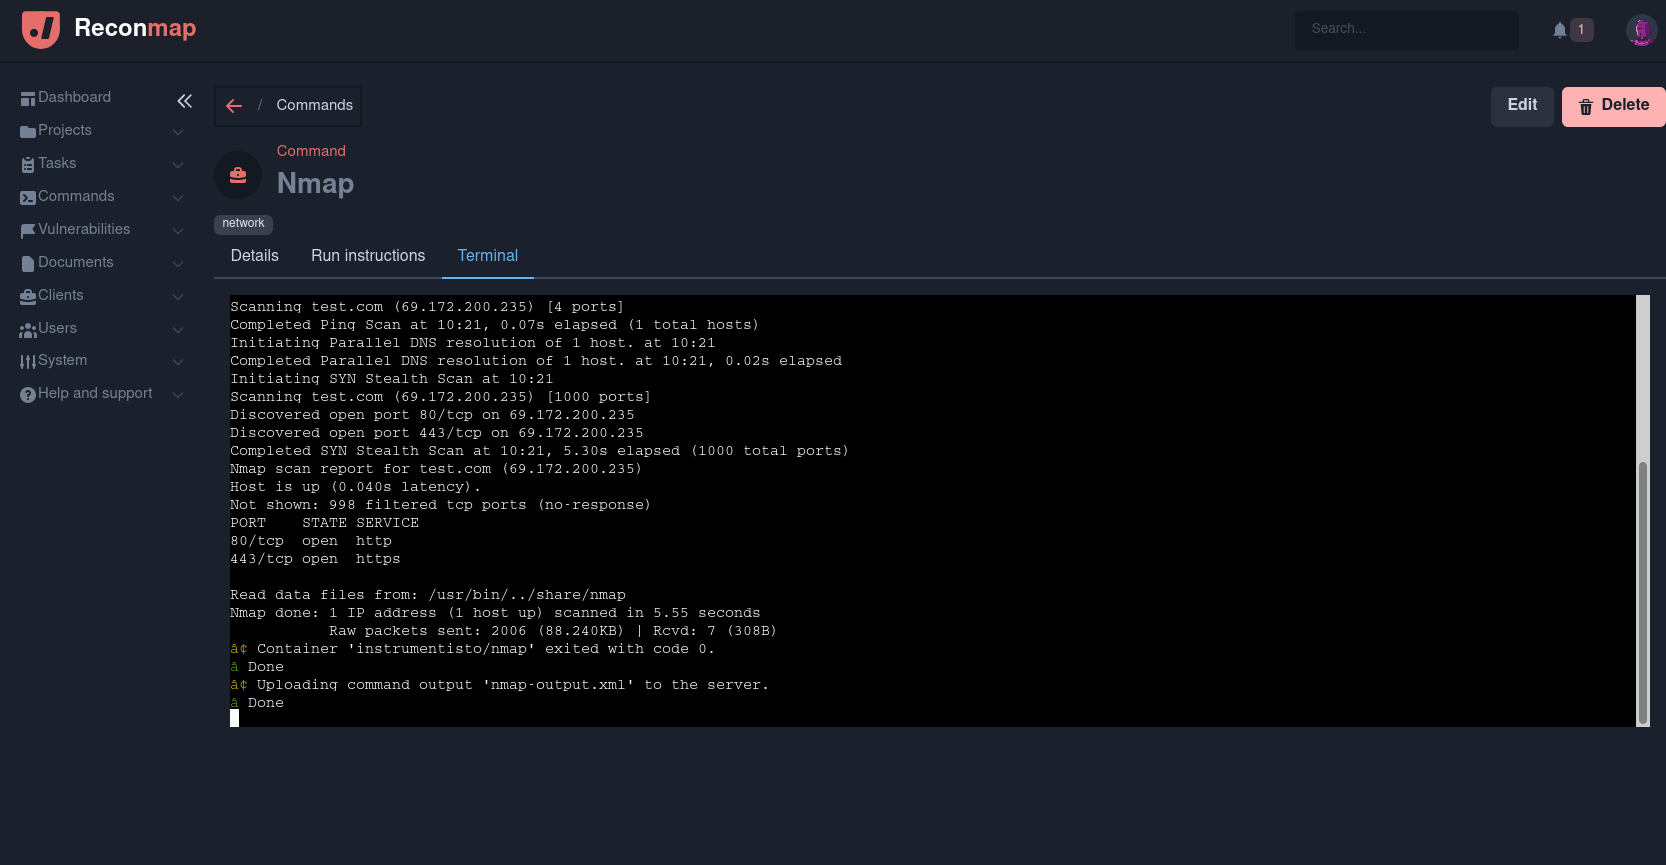 Reconmap
Search...
1
Dashboard
Projects
Tasks
Commands
Vulnerabilities
Documents
Clients
Users
System
Help and support
/ Commands
Edit
Delete
Command
Nmap
network
Details Run instructions Terminal
Scanning test.com (69.172.200.235) [4 ports]
Completed Ping Scan at 10:21, 0.07s elapsed (1 total hosts)
Initiating Parallel DNS resolution of 1 host. at 10:21
Completed Parallel DNS resolution of 1 host. at 10:21, 0.02s elapsed
Initiating SYN Stealth Scan at 10:21
Scanning test.com (69.172.200.235) [1000 ports]
Discovered open port 80/tcp on 69.172.200.235
Discovered open port 443/tcp on 69.172.200.235
Completed SYN Stealth Scan at 10:21, 5.30s elapsed (1000 total ports)
Nmap scan report for test.com (69.172.200.235)
Host is up (0.040s latency).
Not shown: 998 filtered tcp ports (no-response)
PORT    STATE SERVICE
80/tcp  open  http
443/tcp open  https
Read data files from: /usr/bin/../share/nmap
Nmap done: 1 IP address (1 host up) scanned in 5.55 seconds
Raw packets sent: 2006 (88.240KB) | Rcvd: 7 (308B)
â¢ Container 'instrumentisto/nmap' exited with code 0.
â Done
â¢ Uploading command output 'nmap-output.xml' to the server.
â Done